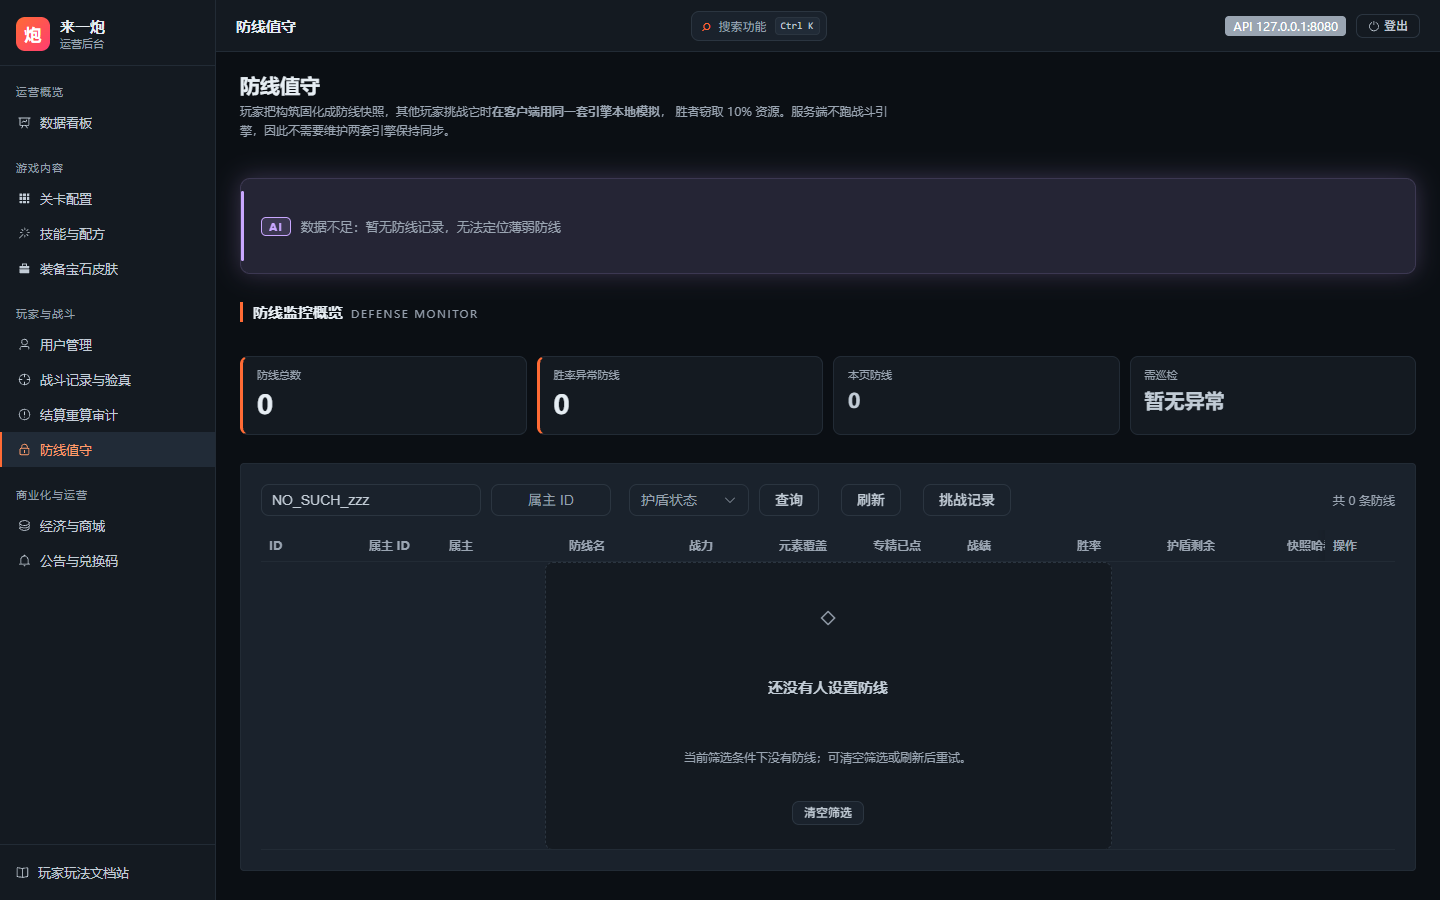 炮
来一炮
运营后台
运营概览
数据看板
游戏内容
关卡配置
技能与配方
装备宝石皮肤
玩家与战斗
用户管理
战斗记录与验真
结算重算审计
防线值守
商业化与运营
经济与商城
公告与兑换码
玩家玩法文档站
防线值守
搜索功能 Ctrl K
API 127.0.0.1:8080
登出
防线值守
玩家把构筑固化成防线快照，其他玩家挑战它时在客户端用同一套引擎本地模拟， 胜者窃取 10% 资源。服务端不跑战斗引
擎，因此不需要维护两套引擎保持同步。
AI 数据不足：暂无防线记录，无法定位薄弱防线
防线监控概览 DEFENSE MONITOR
防线总数
0
胜率异常防线
0
本页防线
0
需巡检
暂无异常
NO_SUCH_zzz 属主 ID 护盾状态 查询 刷新 挑战记录 共 0 条防线
ID 属主 ID 属主 防线名 战力 元素覆盖 专精已点 战绩 胜率 护盾剩余 快照哈 操作
还没有人设置防线
当前筛选条件下没有防线；可清空筛选或刷新后重试。
清空筛选